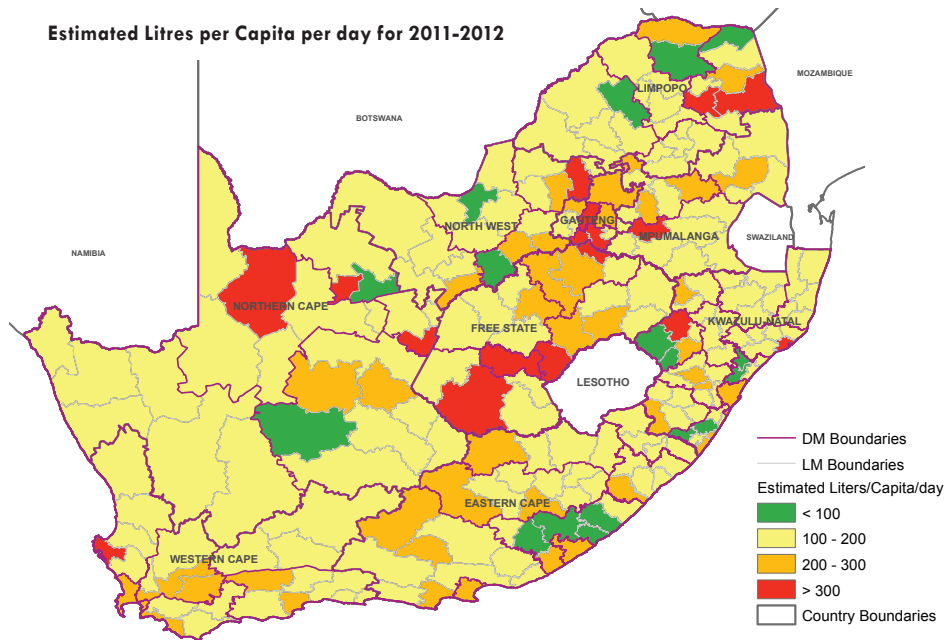 Estimated Litres per Capita per day for 2011-2012
MOZAMBIQUE
LIMPOPO
BOTSWANA
NORTH WEST
GAUTENG
MPUMALANGA
SWAZILAND
NAMIBIA
NORTHERN CAPE
FREE STATE
KWAZULU-NATAL
LESOTHO
EASTERN CAPE
WESTERN CAPE
DM Boundaries
LM Boundaries
Estimated Liters/Capita/day
< 100
100 - 200
200 - 300
> 300
Country Boundaries